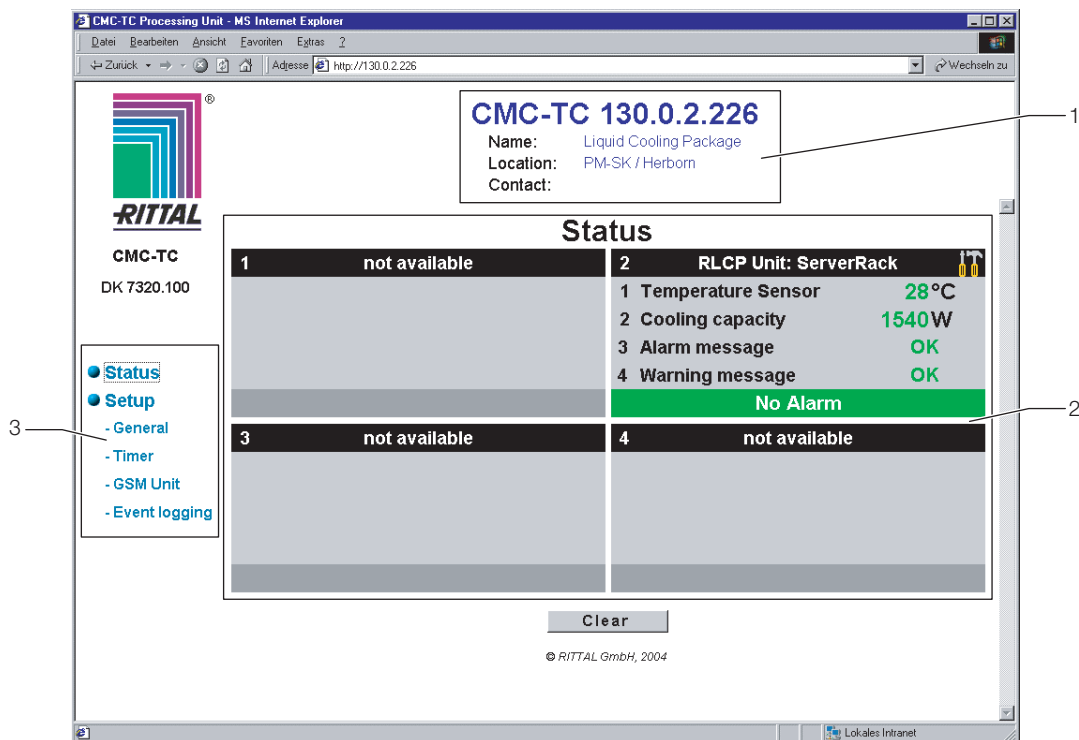 CMC-TC Processing Unit - MS Internet Explorer
Datei Bearbeiten Ansicht Favoriten Extras ?
Zurück Adresse http://130.0.2.226 Wechseln zu
®
RITTAL
CMC-TC
DK 7320.100
CMC-TC 130.0.2.226
Name: Liquid Cooling Package
Location: PM-SK / Herborn
Contact:
1
Status
1 not available
2 RLCP Unit: ServerRack
1 Temperature Sensor 28°C
2 Cooling capacity 1540W
3 Alarm message OK
4 Warning message OK
No Alarm
2
3 not available
4 not available
Status
Setup
- General
- Timer
- GSM Unit
- Event logging
3
Clear
© RITTAL GmbH, 2004
Lokales Intranet